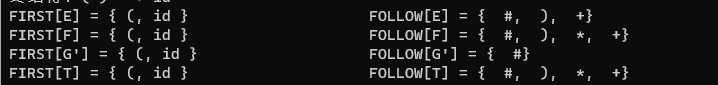 FIRST[E] = { (, id }                    FOLLOW[E] = {  #,  ),  +}
FIRST[F] = { (, id }                    FOLLOW[F] = {  #,  ),  *,  +}
FIRST[G'] = { (, id }                   FOLLOW[G'] = {  #}
FIRST[T] = { (, id }                    FOLLOW[T] = {  #,  ),  *,  +}